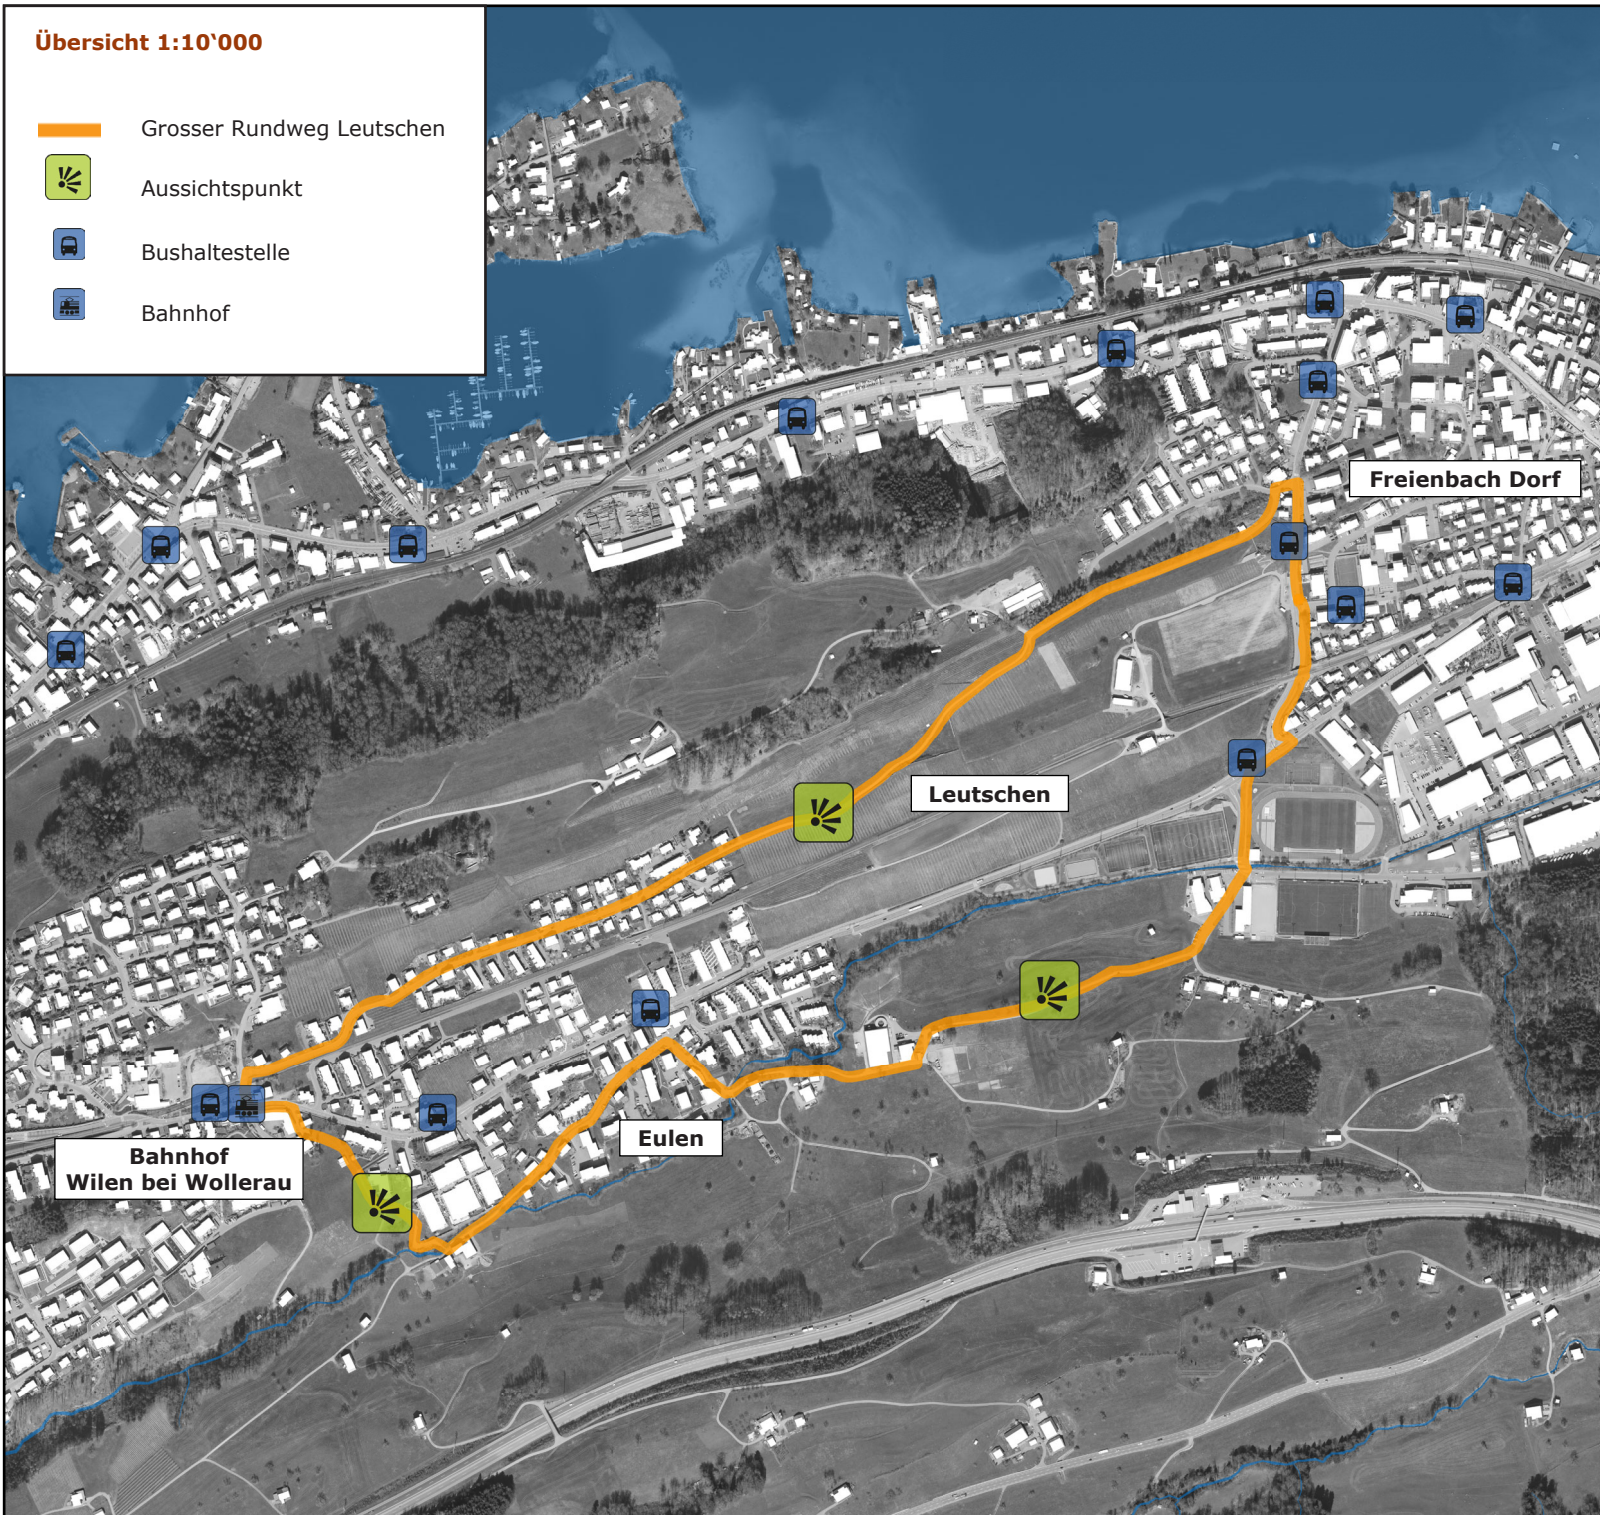 Übersicht 1:10‘000
Grosser Rundweg Leutschen
Aussichtspunkt
Bushaltestelle
Bahnhof
Freienbach Dorf
Leutschen
Eulen
Bahnhof
Wilen bei Wollerau